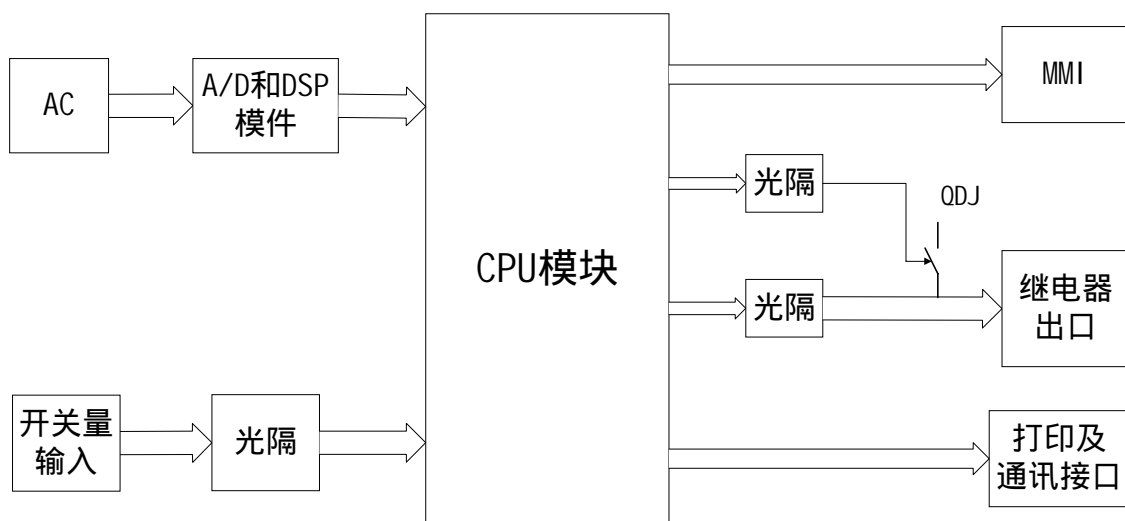 AC
A/D和DSP
模件
CPU模块
MMI
光隔
QDJ
光隔
继电器
出口
开关量
输入
光隔
打印及
通讯接口